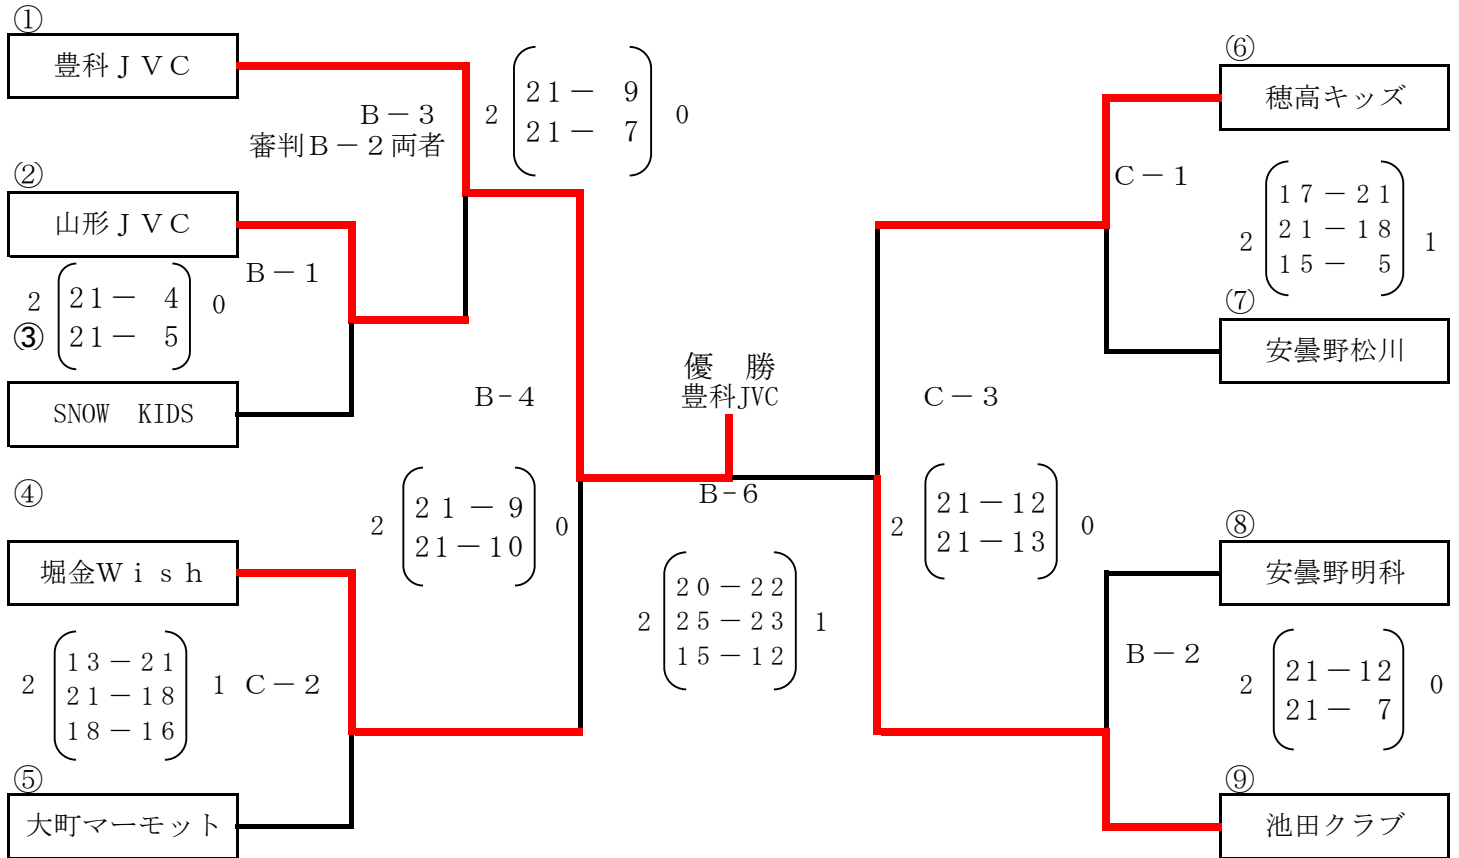 ①
豊科ＪＶＣ
Ｂ－３
審判Ｂ－２両者
2
21－ 9
21－ 7
0
②
山形ＪＶＣ
Ｂ－１
2
21－ 4
21－ 5
0
③
SNOW　KIDS
B-4
2
21－9
21－10
0
④
堀金Ｗｉｓｈ
2
13－21
21－18
18－16
1
Ｃ－２
⑤
大町マーモット
優　勝
豊科JVC
B-6
2
20－22
25－23
15－12
1
⑥
穂高キッズ
Ｃ－１
2
17－21
21－18
15－ 5
1
⑦
安曇野松川
Ｃ－３
2
21－12
21－13
0
⑧
安曇野明科
Ｂ－２
2
21－12
21－ 7
0
⑨
池田クラブ